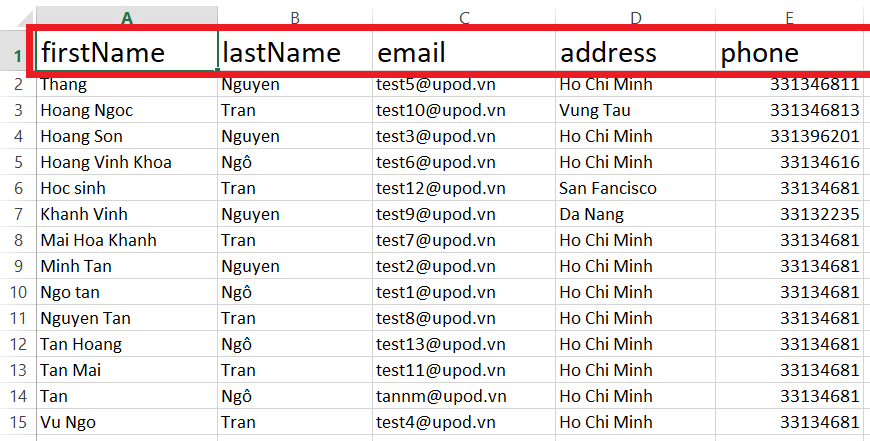 A B C D E
1 firstName lastName email address phone
2 Thang Nguyen test5@upod.vn Ho Chi Minh 331346811
3 Hoang Ngoc Tran test10@upod.vn Vung Tau 331346813
4 Hoang Son Nguyen test3@upod.vn Ho Chi Minh 331396201
5 Hoang Vinh Khoa Ngô test6@upod.vn Ho Chi Minh 33134616
6 Hoc sinh Tran test12@upod.vn San Fancisco 33134681
7 Khanh Vinh Nguyen test9@upod.vn Da Nang 33132235
8 Mai Hoa Khanh Tran test7@upod.vn Ho Chi Minh 33134681
9 Minh Tan Nguyen test2@upod.vn Ho Chi Minh 33134681
10 Ngo tan Ngô test1@upod.vn Ho Chi Minh 33134681
11 Nguyen Tan Tran test8@upod.vn Ho Chi Minh 33134681
12 Tan Hoang Ngô test13@upod.vn Ho Chi Minh 33134681
13 Tan Mai Tran test11@upod.vn Ho Chi Minh 33134681
14 Tan Ngô tannm@upod.vn Ho Chi Minh 33134681
15 Vu Ngo Tran test4@upod.vn Ho Chi Minh 33134681